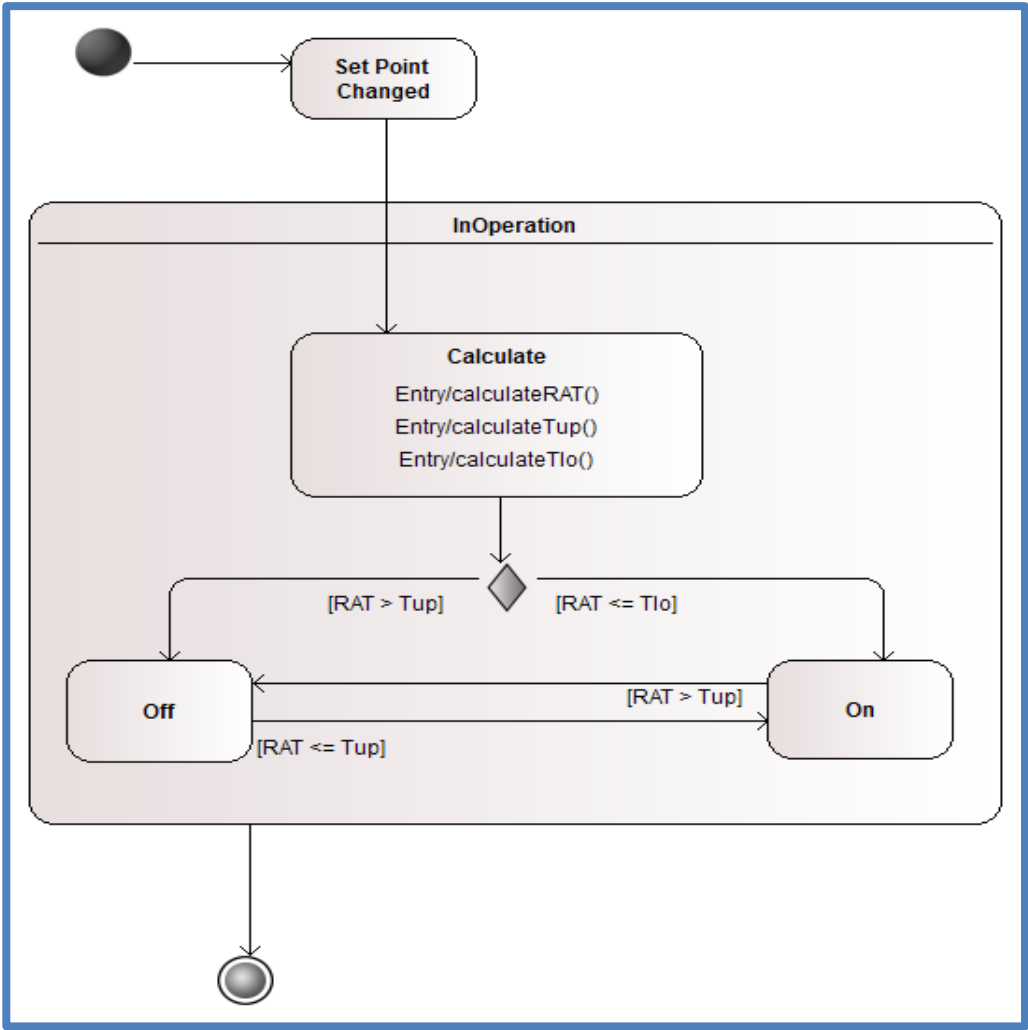 Set Point
Changed
InOperation
Calculate
Entry/calculateRAT()
Entry/calculateTup()
Entry/calculateTlo()
[RAT > Tup]
[RAT <= Tlo]
Off
[RAT > Tup]
On
[RAT <= Tup]